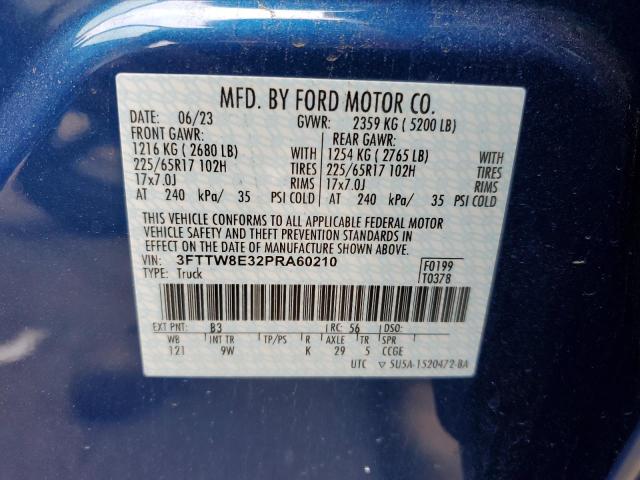 MFD. BY FORD MOTOR CO.
DATE: 06/23 GVWR: 2359 KG ( 5200 LB)
FRONT GAWR: REAR GAWR:
1216 KG ( 2680 LB) WITH 1254 KG ( 2765 LB) WITH
225/65R17 102H TIRES 225/65R17 102H TIRES
17x7.0J RIMS 17x7.0J RIMS
AT 240 kPa/ 35 PSI COLD AT 240 kPa/ 35 PSI COLD
THIS VEHICLE CONFORMS TO ALL APPLICABLE FEDERAL MOTOR
VEHICLE SAFETY AND THEFT PREVENTION STANDARDS IN
EFFECT ON THE DATE OF MANUFACTURE SHOWN ABOVE.
VIN: 3FTTW8E32PRA60210 F0199
TYPE: Truck T0378
EXT PNT: B3 RC: 56 DSO:
WB INT TR TP/PS R AXLE TR SPR
121 9W K 29 5 CCGE
UTC ▽ 5U5A-1520472-BA